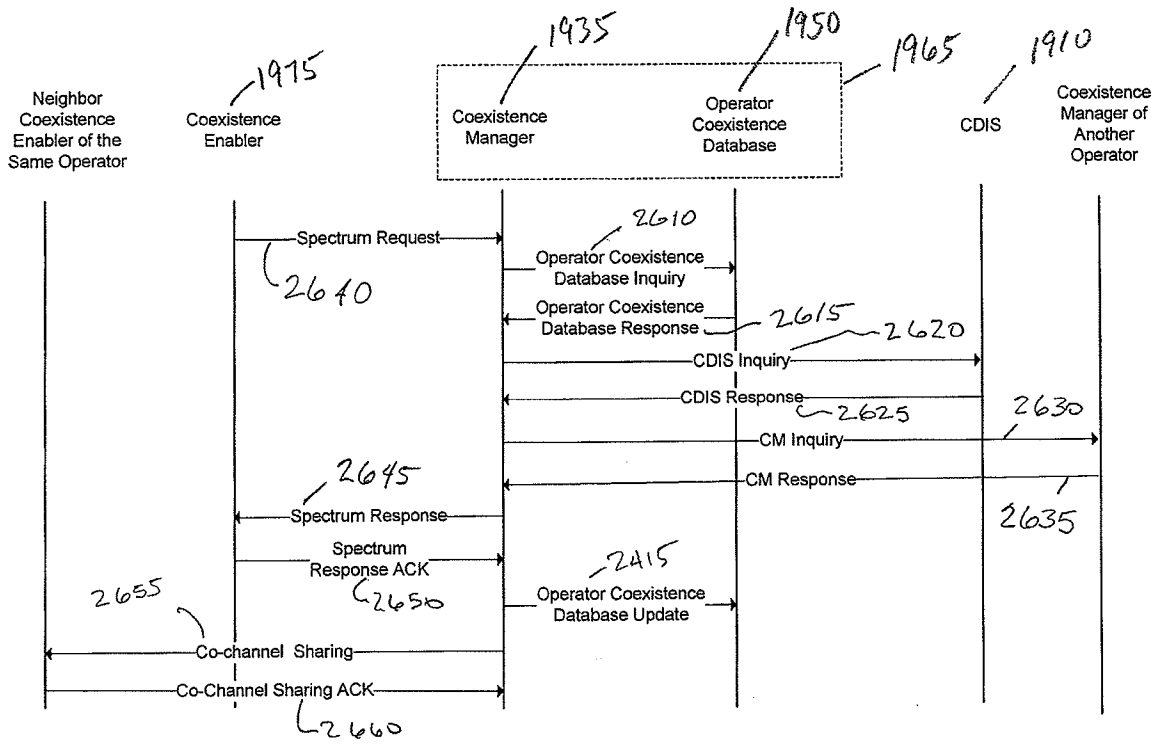 1935
1950
1965
1910
1975
Neighbor
Coexistence
Enabler of the
Same Operator
Coexistence
Enabler
Coexistence
Manager
Operator
Coexistence
Database
CDIS
Coexistence
Manager of
Another
Operator
Spectrum Request
2640
2610
Operator Coexistence
Database Inquiry
Operator Coexistence
Database Response
2615
2620
CDIS Inquiry
CDIS Response
2625
2630
CM Inquiry
CM Response
2635
2645
Spectrum Response
Spectrum
Response ACK
2650
2415
Operator Coexistence
Database Update
2655
Co-channel Sharing
Co-Channel Sharing ACK
2660